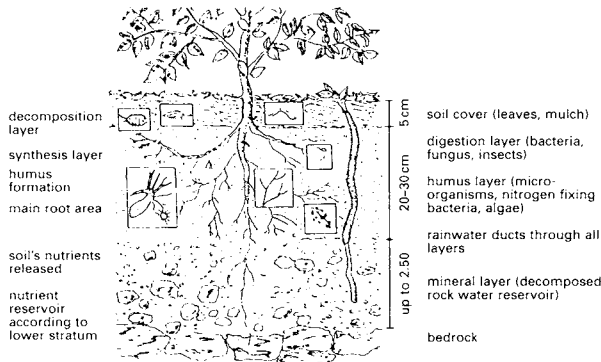 decomposition
layer
synthesis layer
humus
formation
main root area
soil's nutrients
released
nutrient
reservoir
according to
lower stratum
5 cm
20–30 cm
up to 2.50
soil cover (leaves, mulch)
digestion layer (bacteria,
fungus, insects)
humus layer (micro-
organisms, nitrogen fixing
bacteria, algae)
rainwater ducts through all
layers
mineral layer (decomposed
rock water reservoir)
bedrock